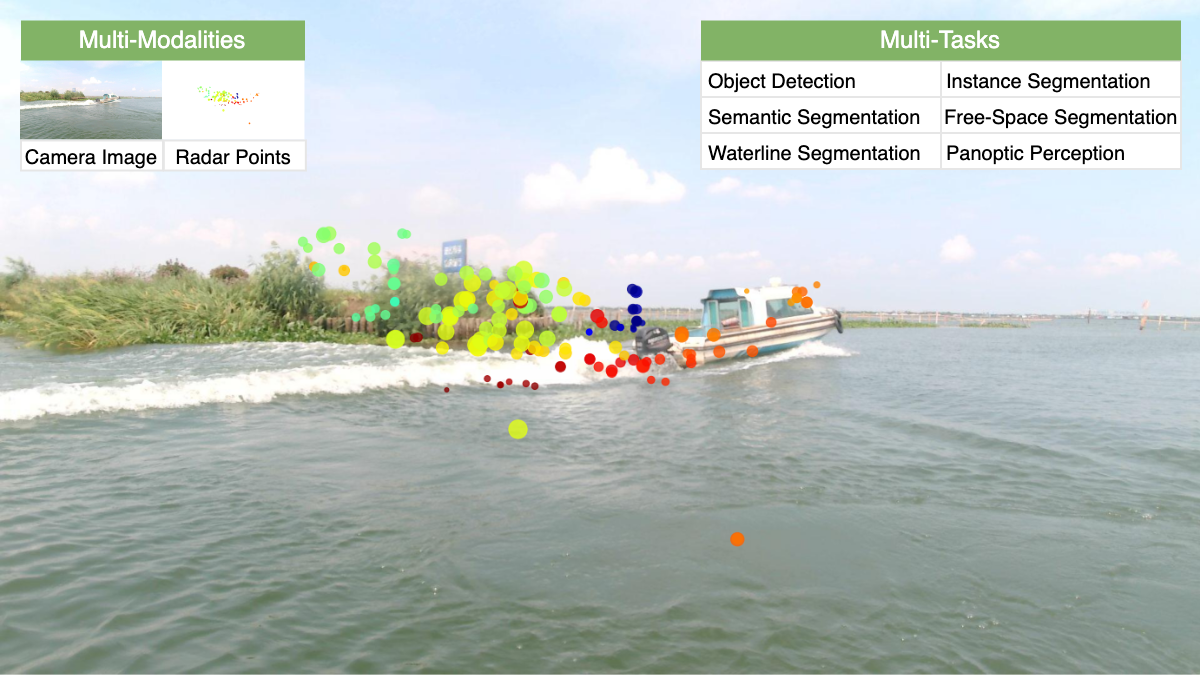 Multi-Modalities
Camera Image
Radar Points
Multi-Tasks
Object Detection
Instance Segmentation
Semantic Segmentation
Free-Space Segmentation
Waterline Segmentation
Panoptic Perception